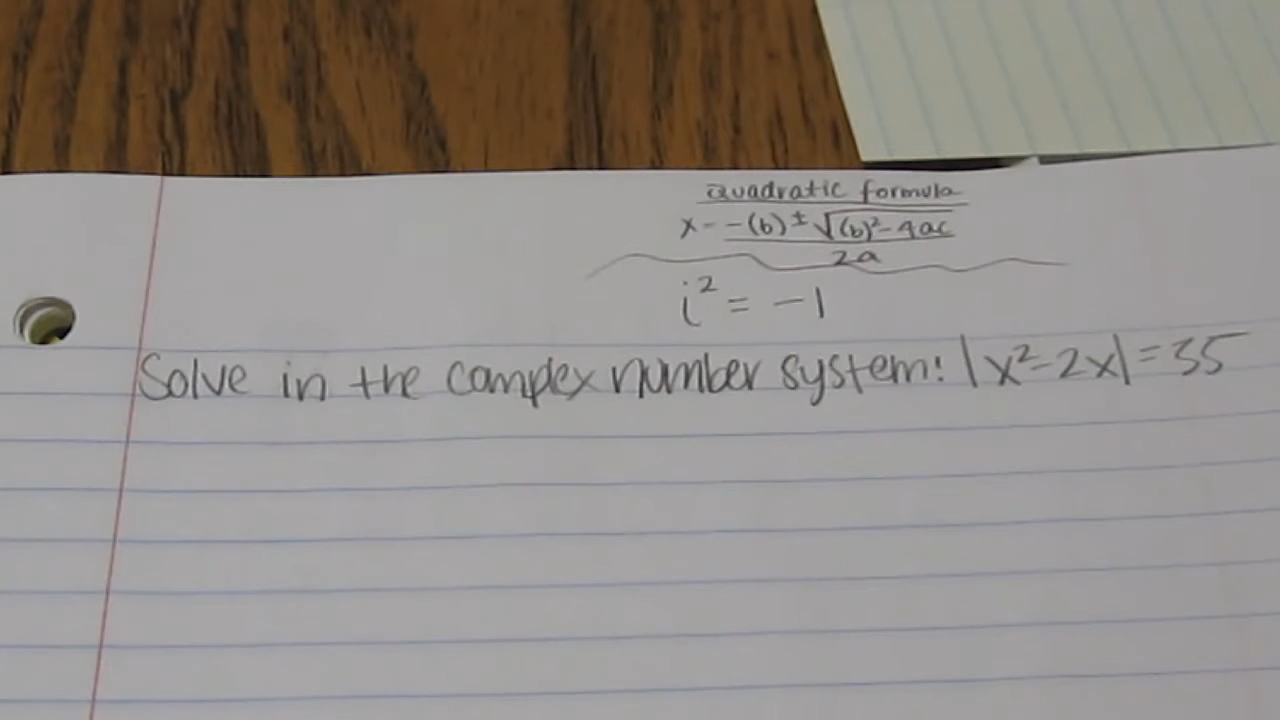 quadratic formula
x = -(b) ± √(b)²-4ac
2a
i² = -1
Solve in the complex number system: |x²-2x|=35